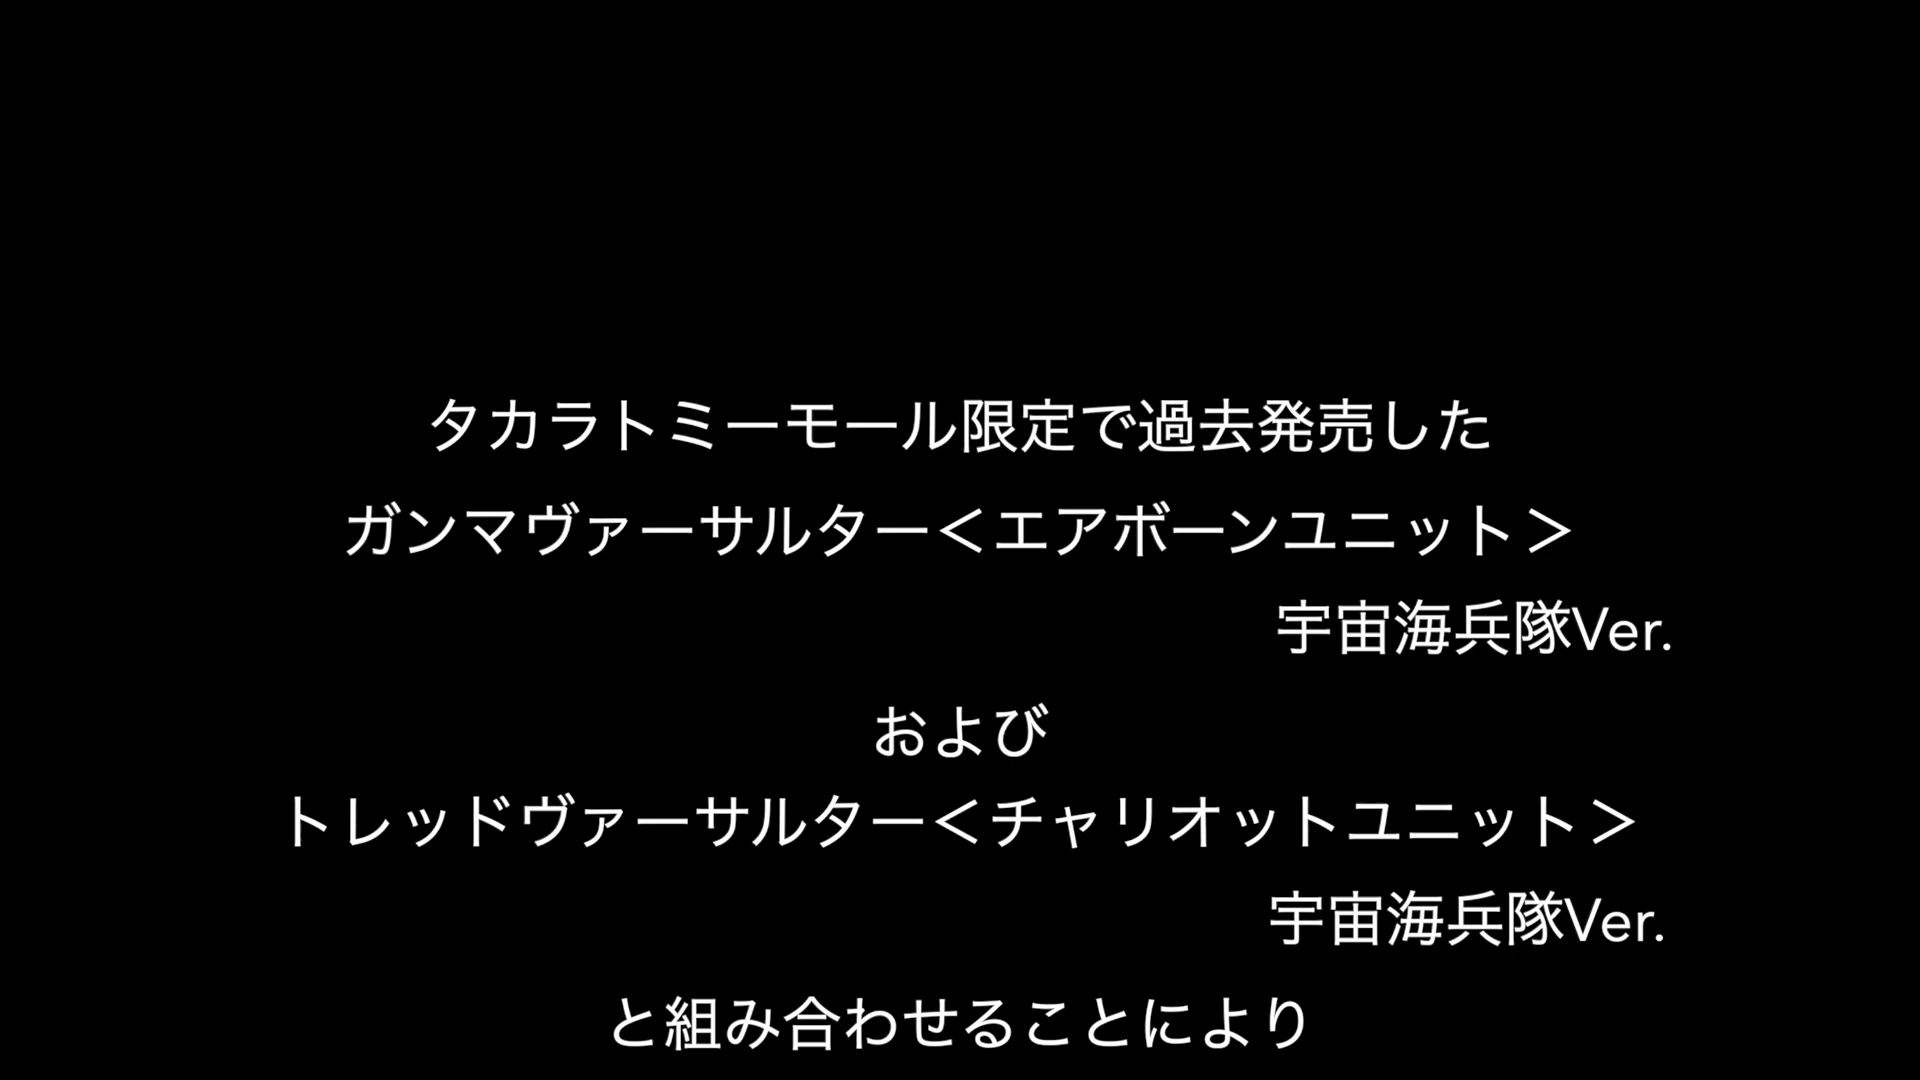 タカラトミーモール限定で過去発売した
ガンマヴァーサルター＜エアボーンユニット＞
宇宙海兵隊Ver.
および
トレッドヴァーサルター＜チャリオットユニット＞
宇宙海兵隊Ver.
と組み合わせることにより